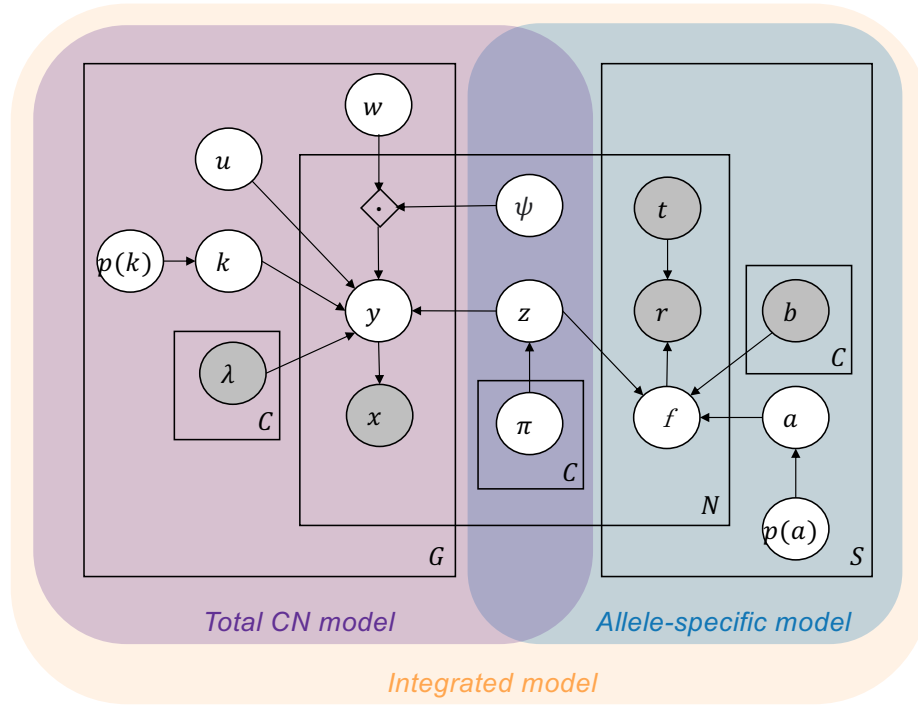 w
u
ψ
t
·
p(k)
k
y
z
r
b
C
λ
C
x
π
C
f
a
N
p(a)
G
S
Total CN model
Allele-specific model
Integrated model